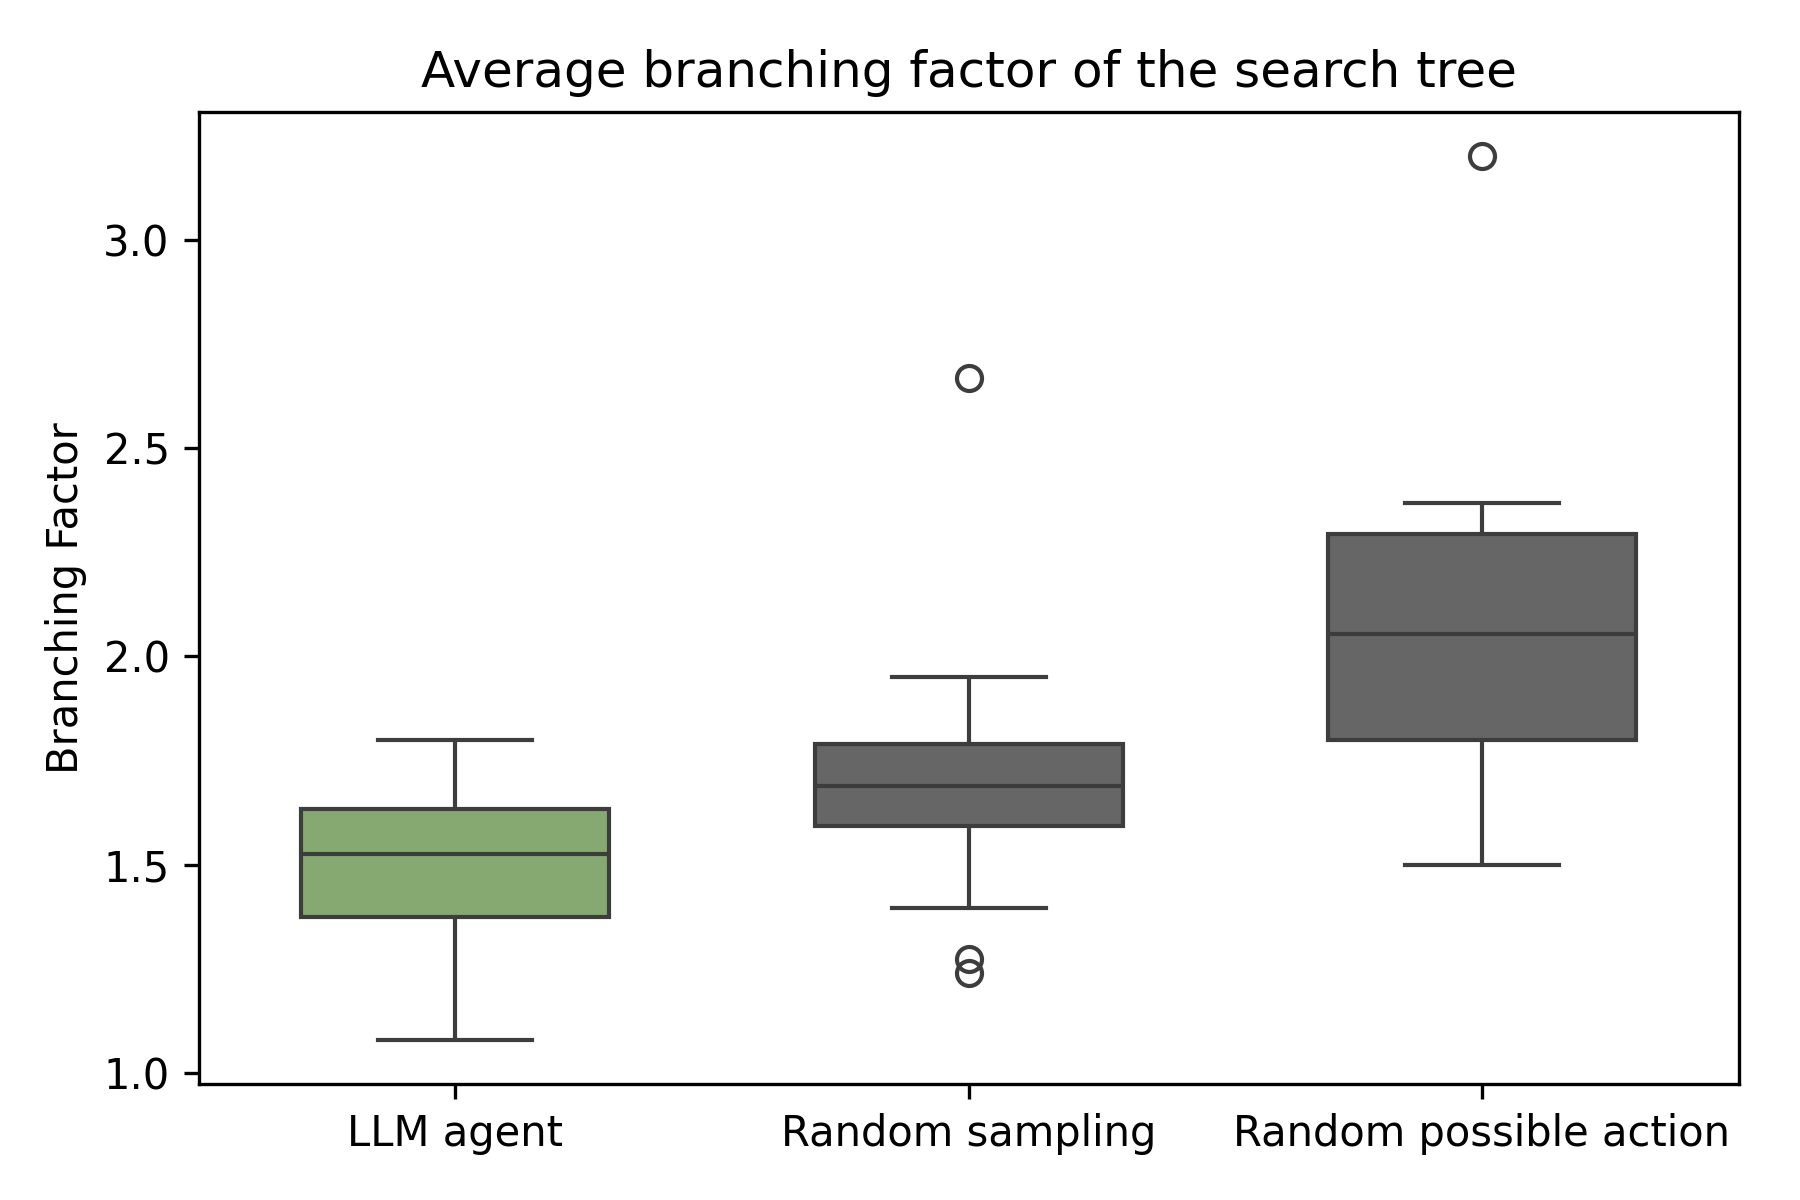 Average branching factor of the search tree
Branching Factor
3.0
2.5
2.0
1.5
1.0
LLM agent
Random sampling
Random possible action